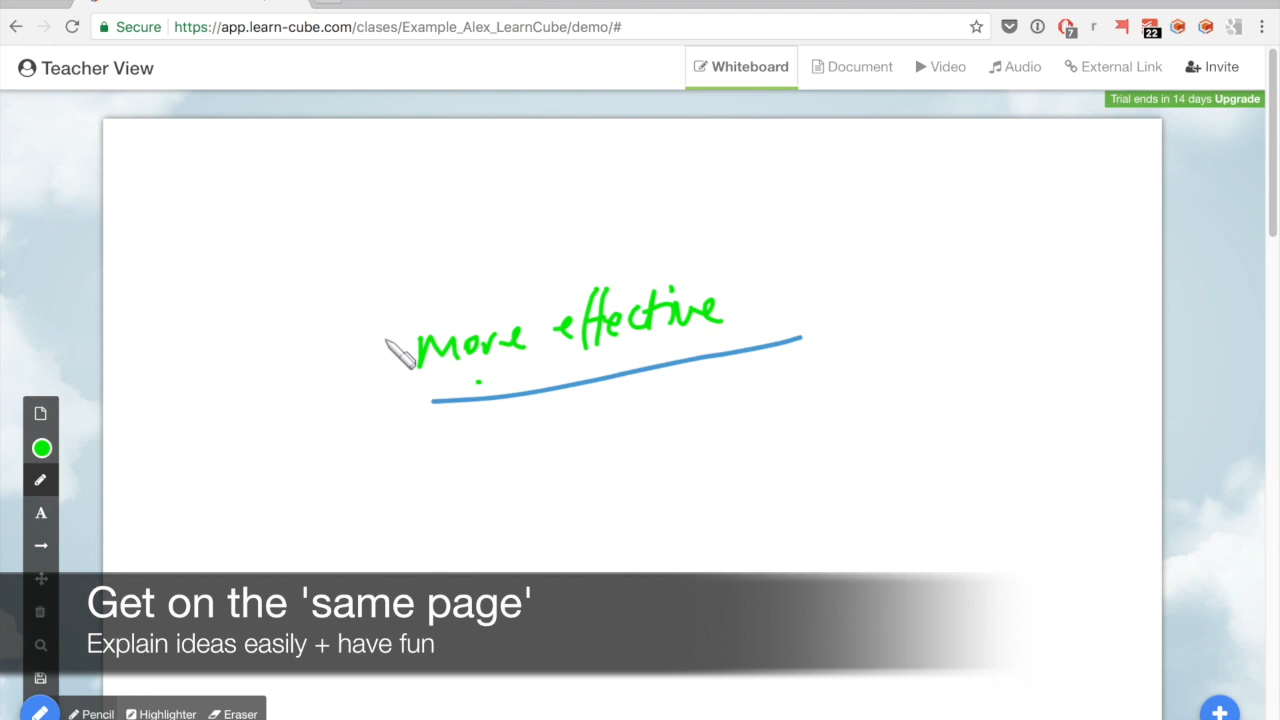 Secure https://app.learn-cube.com/clases/Example_Alex_LearnCube/demo/#
7
r
22
Teacher View
Whiteboard Document Video Audio External Link Invite
Trial ends in 14 days Upgrade
more effective
A
Get on the 'same page'
Explain ideas easily + have fun
Pencil Highlighter Eraser